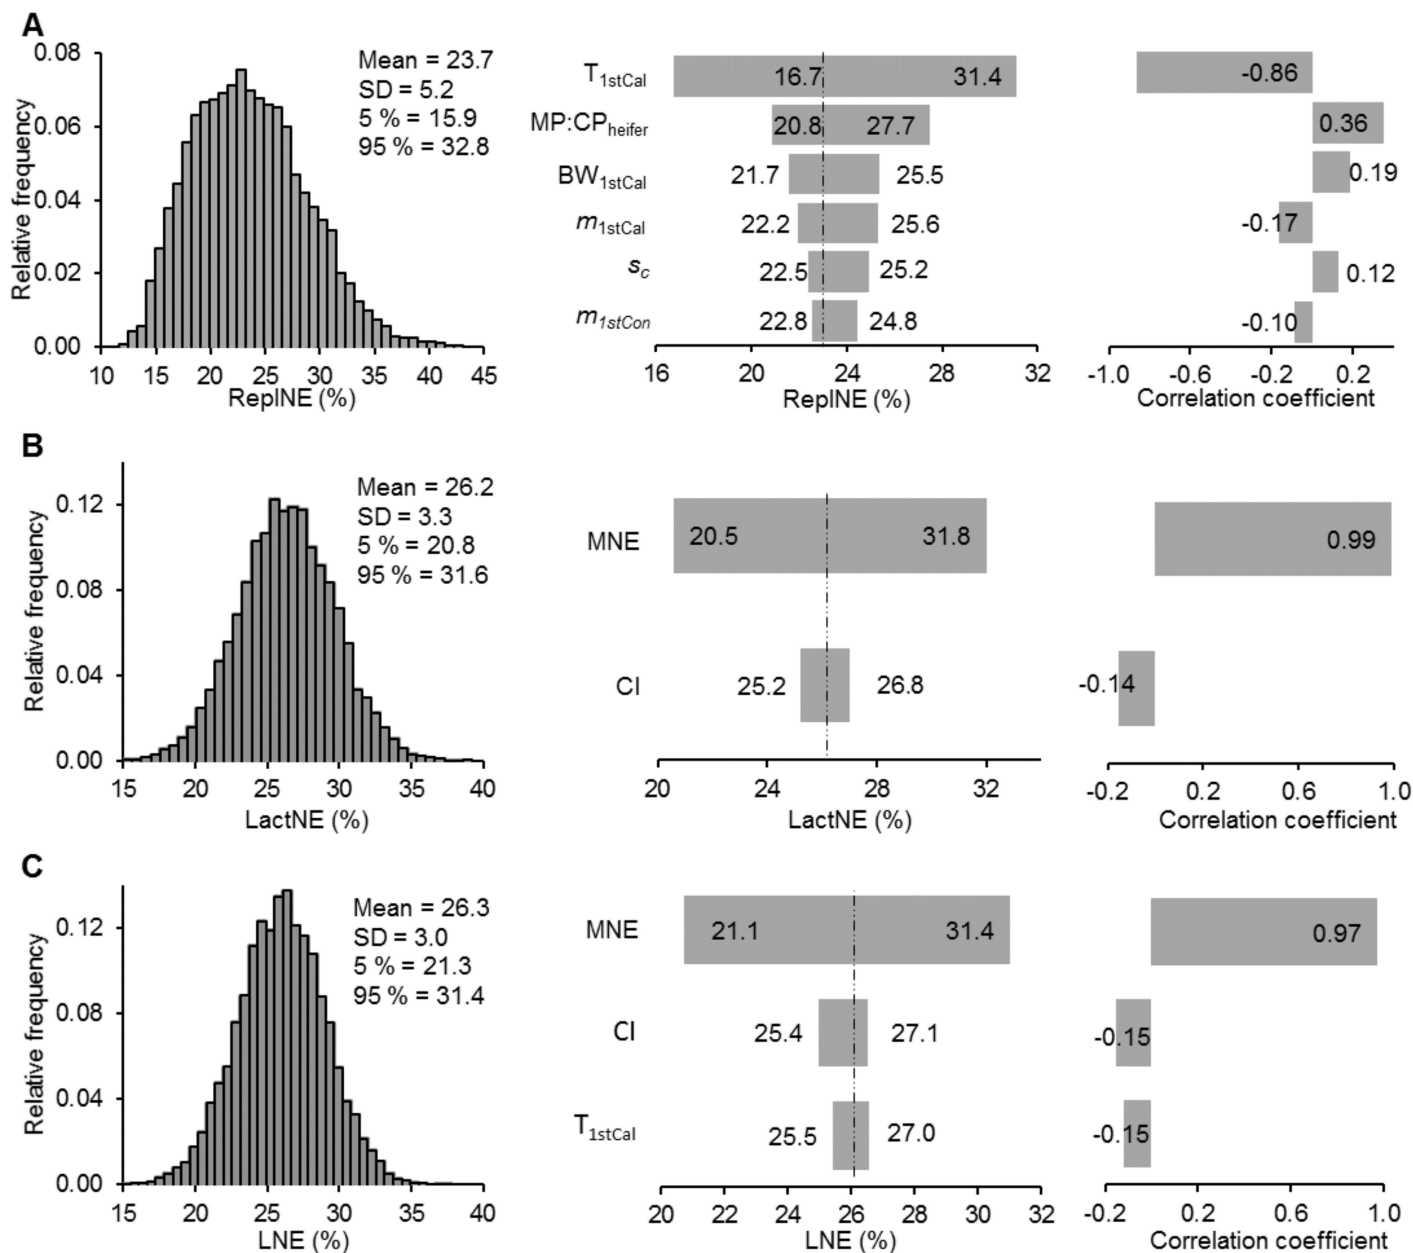 A
0.08
0.06
0.04
0.02
0.00
Relative frequency
10 15 20 25 30 35 40 45
ReplNE (%)
Mean = 23.7
SD = 5.2
5 % = 15.9
95 % = 32.8
T1stCal 16.7 31.4
MP:CPheifer 20.8 27.7
BW1stCal 21.7 25.5
m1stCal 22.2 25.6
sc 22.5 25.2
m1stCon 22.8 24.8
16 20 24 28 32
ReplNE (%)
-0.86
0.36
0.19
-0.17
0.12
-0.10
-1.0 -0.6 -0.2 0.2
Correlation coefficient
B
0.12
0.08
0.04
0.00
Relative frequency
15 20 25 30 35 40
LactNE (%)
Mean = 26.2
SD = 3.3
5 % = 20.8
95 % = 31.6
MNE 20.5 31.8
CI 25.2 26.8
20 24 28 32
LactNE (%)
0.99
-0.14
-0.2 0.2 0.6 1.0
Correlation coefficient
C
0.12
0.08
0.04
0.00
Relative frequency
15 20 25 30 35 40
LNE (%)
Mean = 26.3
SD = 3.0
5 % = 21.3
95 % = 31.4
MNE 21.1 31.4
CI 25.4 27.1
T1stCal 25.5 27.0
20 22 24 26 28 30 32
LNE (%)
0.97
-0.15
-0.15
-0.2 0.2 0.6 1.0
Correlation coefficient